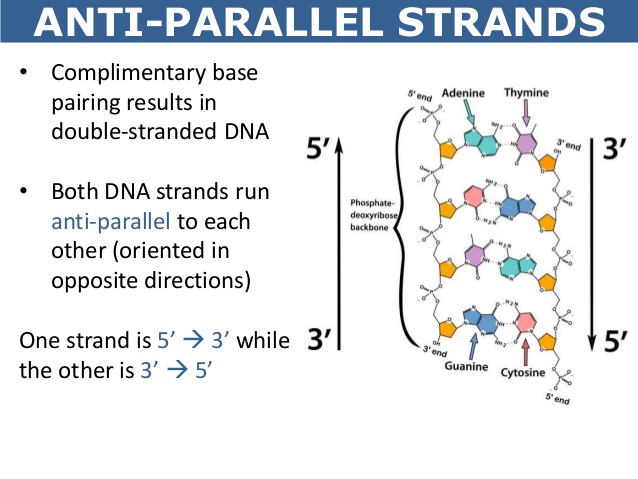 ANTI-PARALLEL STRANDS
• Complimentary base
pairing results in
double-stranded DNA
• Both DNA strands run
anti-parallel to each
other (oriented in
opposite directions)
One strand is 5’ → 3’ while
the other is 3’ → 5’
5’
3’
5’ end
Adenine
Thymine
3’ end
Phosphate-
deoxyribose
backbone
3’ end
Guanine
Cytosine
5’ end
3’
5’